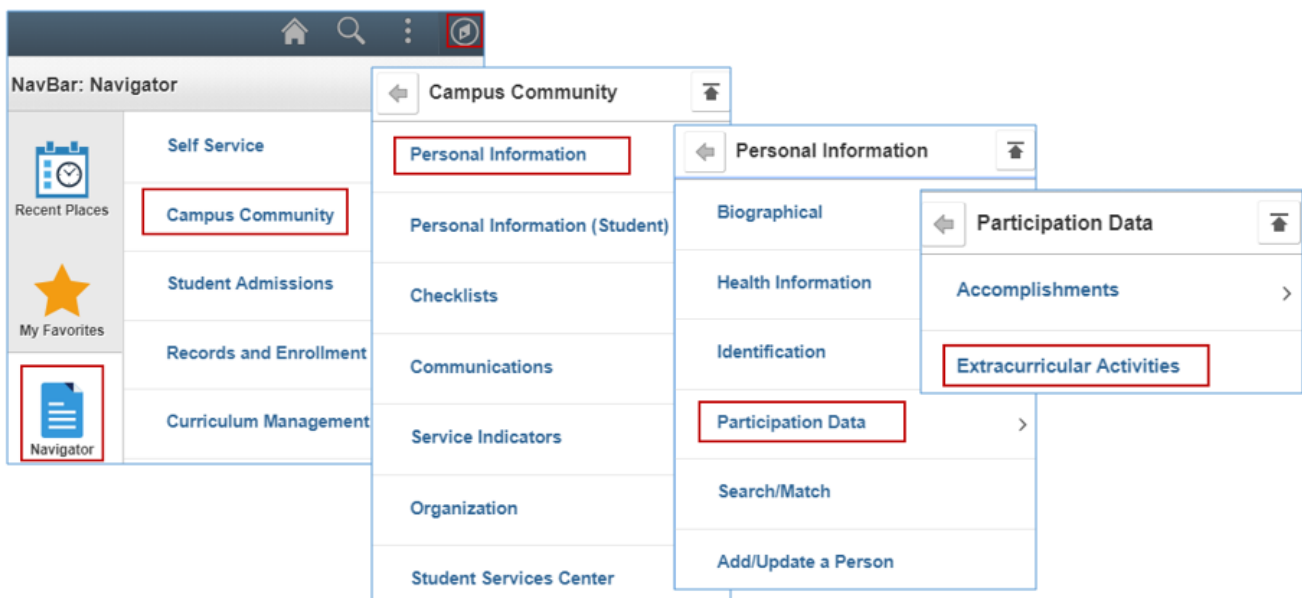 NavBar: Navigator
Recent Places
My Favorites
Navigator
Self Service
Campus Community
Student Admissions
Records and Enrollment
Curriculum Management
Campus Community
Personal Information
Personal Information (Student)
Checklists
Communications
Service Indicators
Organization
Student Services Center
Personal Information
Biographical
Health Information
Identification
Participation Data
Search/Match
Add/Update a Person
Participation Data
Accomplishments
Extracurricular Activities